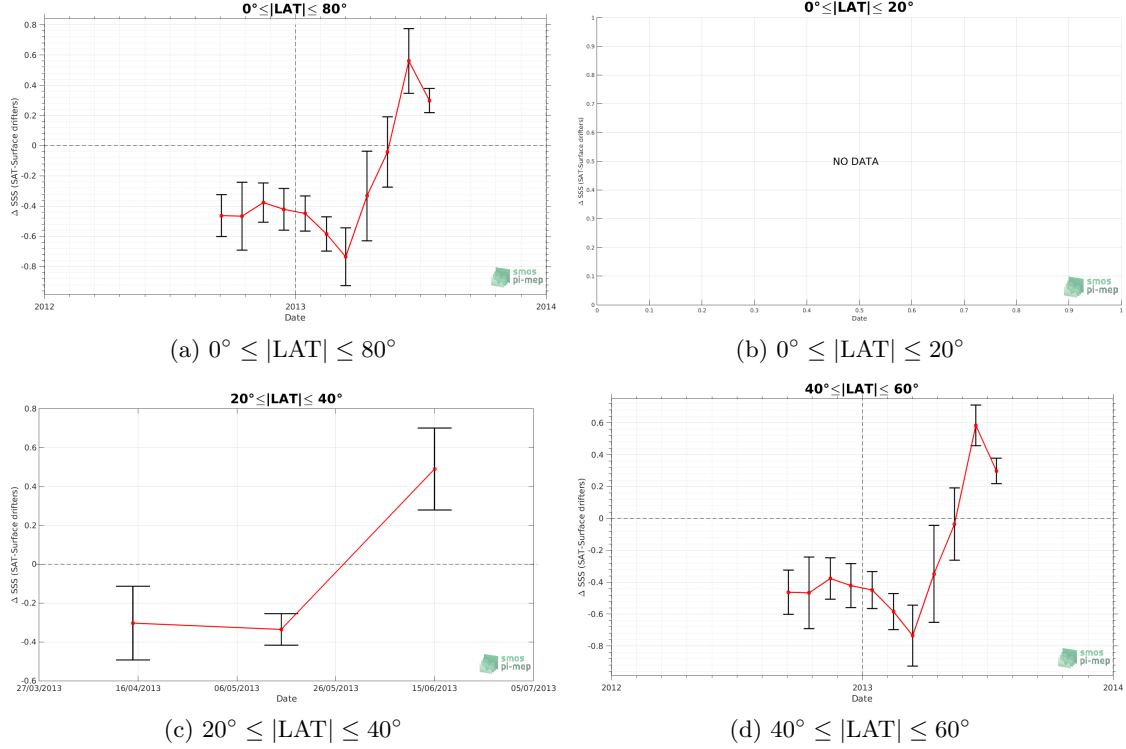 0°≤|LAT|≤ 80°
0.8
0.6
0.4
0.2
0
-0.2
-0.4
-0.6
-0.8
Δ SSS (SAT-Surface drifters)
2012
2013
2014
Date
smos
pi-mep
(a) 0° ≤ |LAT| ≤ 80°
0°≤|LAT|≤ 20°
1
0.9
0.8
0.7
0.6
0.5
0.4
0.3
0.2
0.1
0
Δ SSS (SAT-Surface drifters)
NO DATA
0
0.1
0.2
0.3
0.4
0.5
0.6
0.7
0.8
0.9
1
Date
smos
pi-mep
(b) 0° ≤ |LAT| ≤ 20°
20°≤|LAT|≤ 40°
0.8
0.6
0.4
0.2
0
-0.2
-0.4
-0.6
Δ SSS (SAT-Surface drifters)
27/03/2013
16/04/2013
06/05/2013
26/05/2013
15/06/2013
05/07/2013
Date
smos
pi-mep
(c) 20° ≤ |LAT| ≤ 40°
40°≤|LAT|≤ 60°
0.6
0.4
0.2
0
-0.2
-0.4
-0.6
-0.8
Δ SSS (SAT-Surface drifters)
2012
2013
2014
Date
smos
pi-mep
(d) 40° ≤ |LAT| ≤ 60°